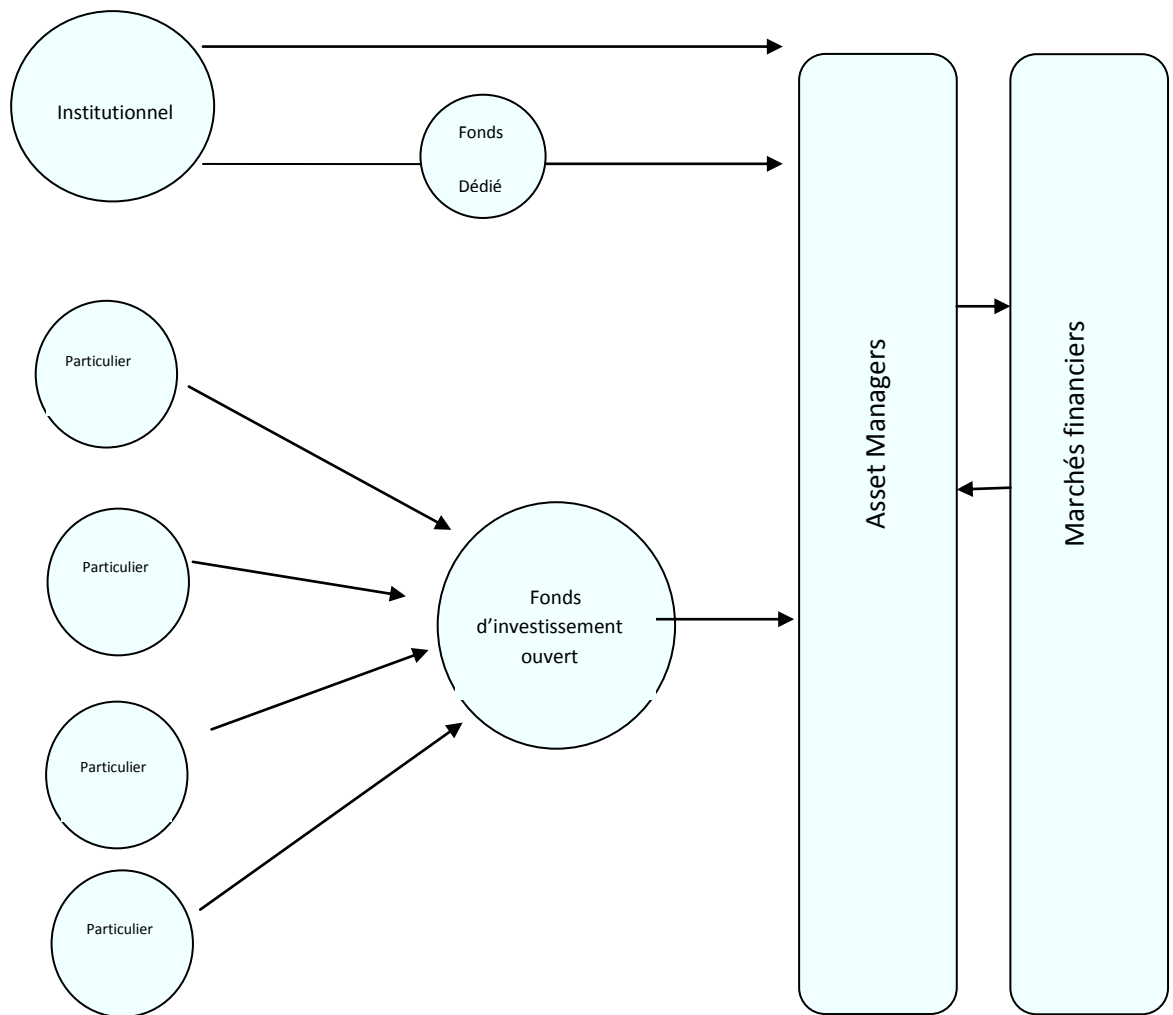 Institutionnel
Fonds
Dédié
Particulier
Particulier
Particulier
Particulier
Fonds
d’investissement
ouvert
Asset Managers
Marchés financiers